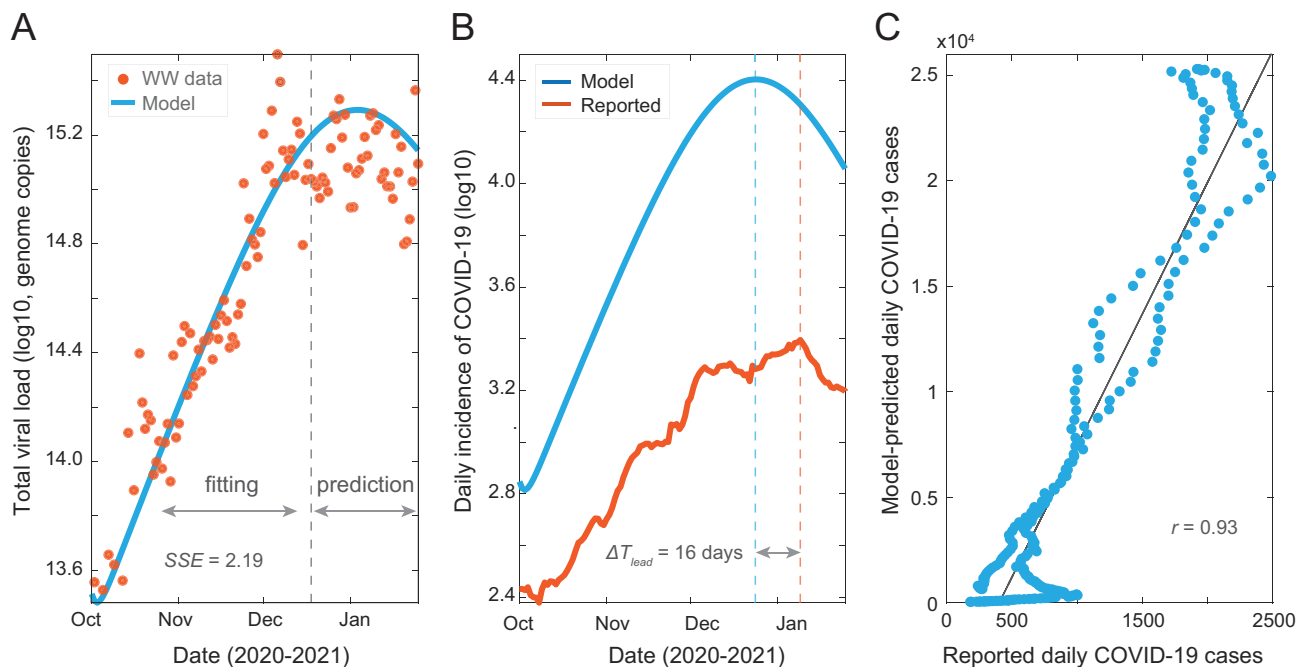 A
WW data
Model
Total viral load (log10, genome copies)
15.2
14.8
14.4
14.0
13.6
fitting
prediction
SSE = 2.19
Oct
Nov
Dec
Jan
Date (2020-2021)
B
Model
Reported
Daily incidence of COVID-19 (log10)
4.4
4.0
3.6
3.2
2.8
2.4
ΔT_lead = 16 days
Oct
Nov
Dec
Jan
Date (2020-2021)
C
x10⁴
Model-predicted daily COVID-19 cases
2.5
2
1.5
1
0.5
0
r = 0.93
0
500
1500
2000
2500
Reported daily COVID-19 cases